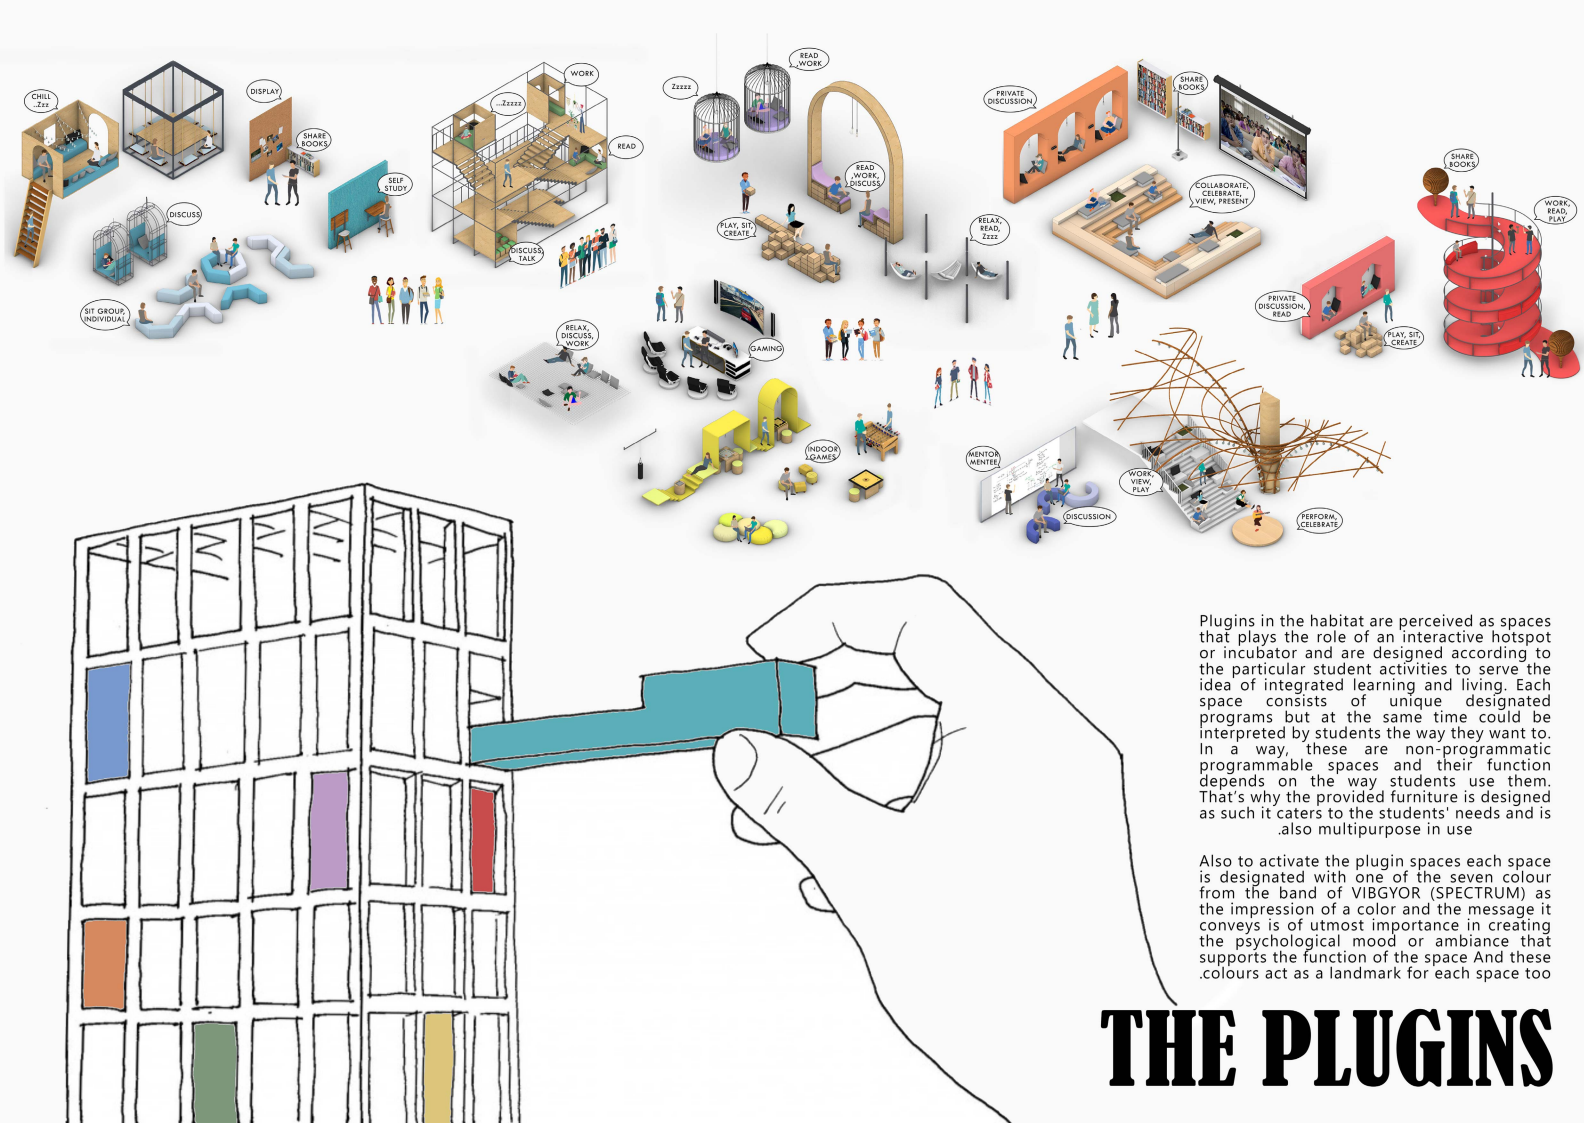 CHILL
..Zzz
DISPLAY
SHARE
BOOKS
SELF
STUDY
DISCUSS
SIT GROUP,
INDIVIDUAL
WORK
...Zzzzz
READ
DISCUSS,
TALK
Zzzzz
READ
,WORK
READ
,WORK,
DISCUSS
PLAY, SIT,
CREATE
RELAX,
READ,
Zzzz
PRIVATE
DISCUSSION
SHARE
BOOKS
COLLABORATE,
CELEBRATE,
VIEW, PRESENT
SHARE
BOOKS
WORK,
READ,
PLAY
PRIVATE
DISCUSSION,
READ
PLAY, SIT,
CREATE
RELAX,
DISCUSS,
WORK
GAMING
INDOOR
GAMES
MENTOR
MENTEE
DISCUSSION
WORK,
VIEW,
PLAY
PERFORM,
CELEBRATE
Plugins in the habitat are perceived as spaces
that plays the role of an interactive hotspot
or incubator and are designed according to
the particular student activities to serve the
idea of integrated learning and living. Each
space consists of unique designated
programs but at the same time could be
interpreted by students the way they want to.
In a way, these are non-programmatic
programmable spaces and their function
depends on the way students use them.
That's why the provided furniture is designed
as such it caters to the students' needs and is
.also multipurpose in use
Also to activate the plugin spaces each space
is designated with one of the seven colour
from the band of VIBGYOR (SPECTRUM) as
the impression of a color and the message it
conveys is of utmost importance in creating
the psychological mood or ambiance that
supports the function of the space And these
.colours act as a landmark for each space too
THE PLUGINS